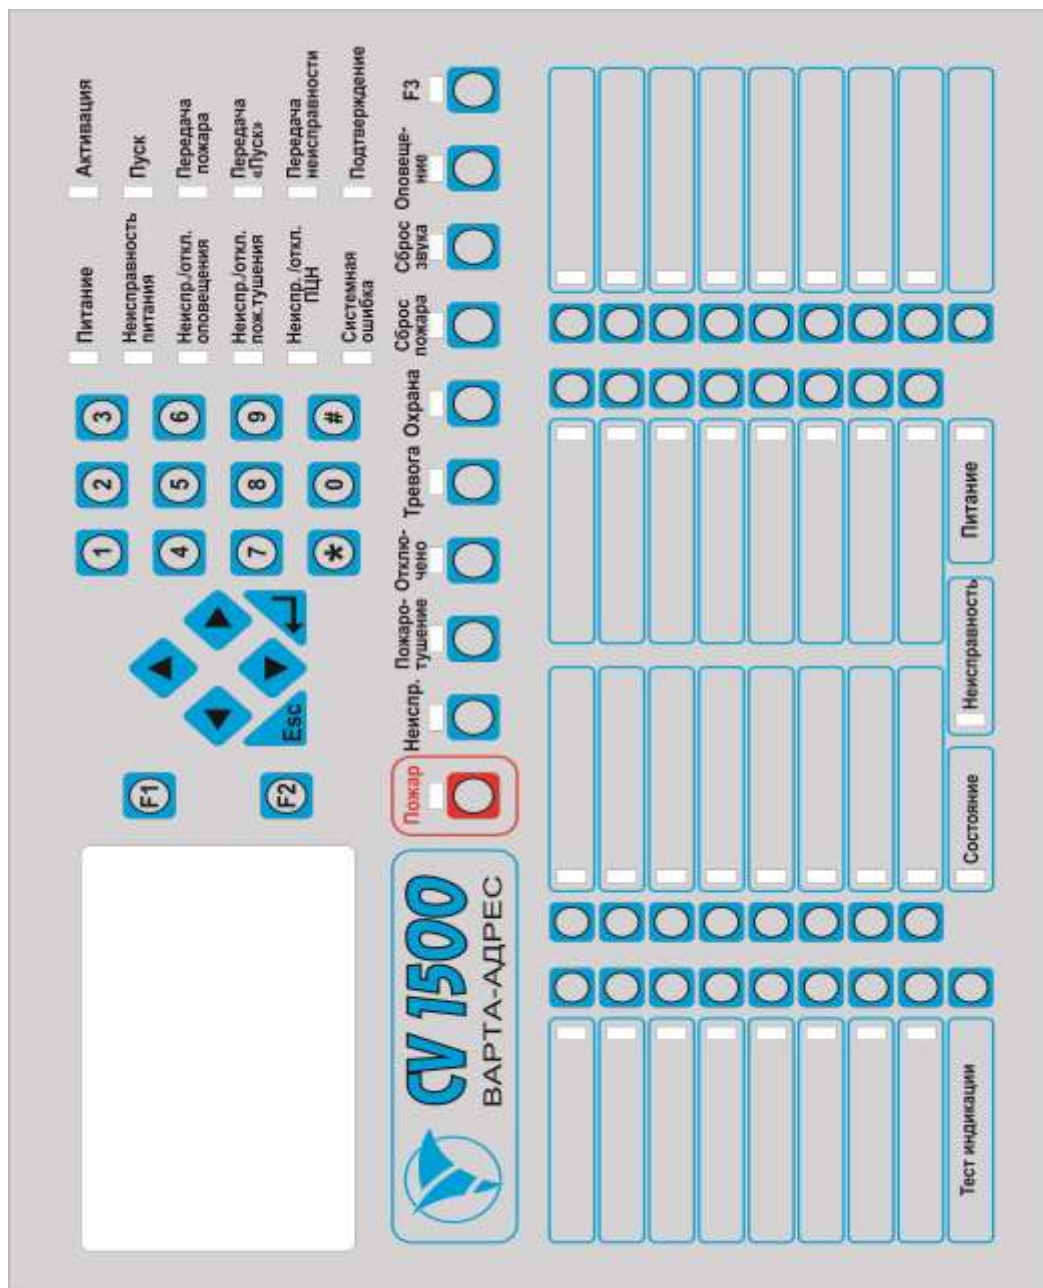 F1
F2
Esc
1
2
3
4
5
6
7
8
9
*
0
#
Питание
Неисправность
питания
Неиспр./откл.
оповещения
Неиспр./откл.
пож.тушения
Неиспр./откл.
ПЦН
Системная
ошибка
Активация
Пуск
Передача
пожара
Передача
«Пуск»
Передача
неисправности
Подтверждение
CV 1500
ВАРТА-АДРЕС
Пожар
Неиспр.
Пожаро-
тушение
Отклю-
чено
Тревога
Охрана
Сброс
пожара
Сброс
звука
Оповеще-
ние
F3
Тест индикации
Состояние
Неисправность
Питание